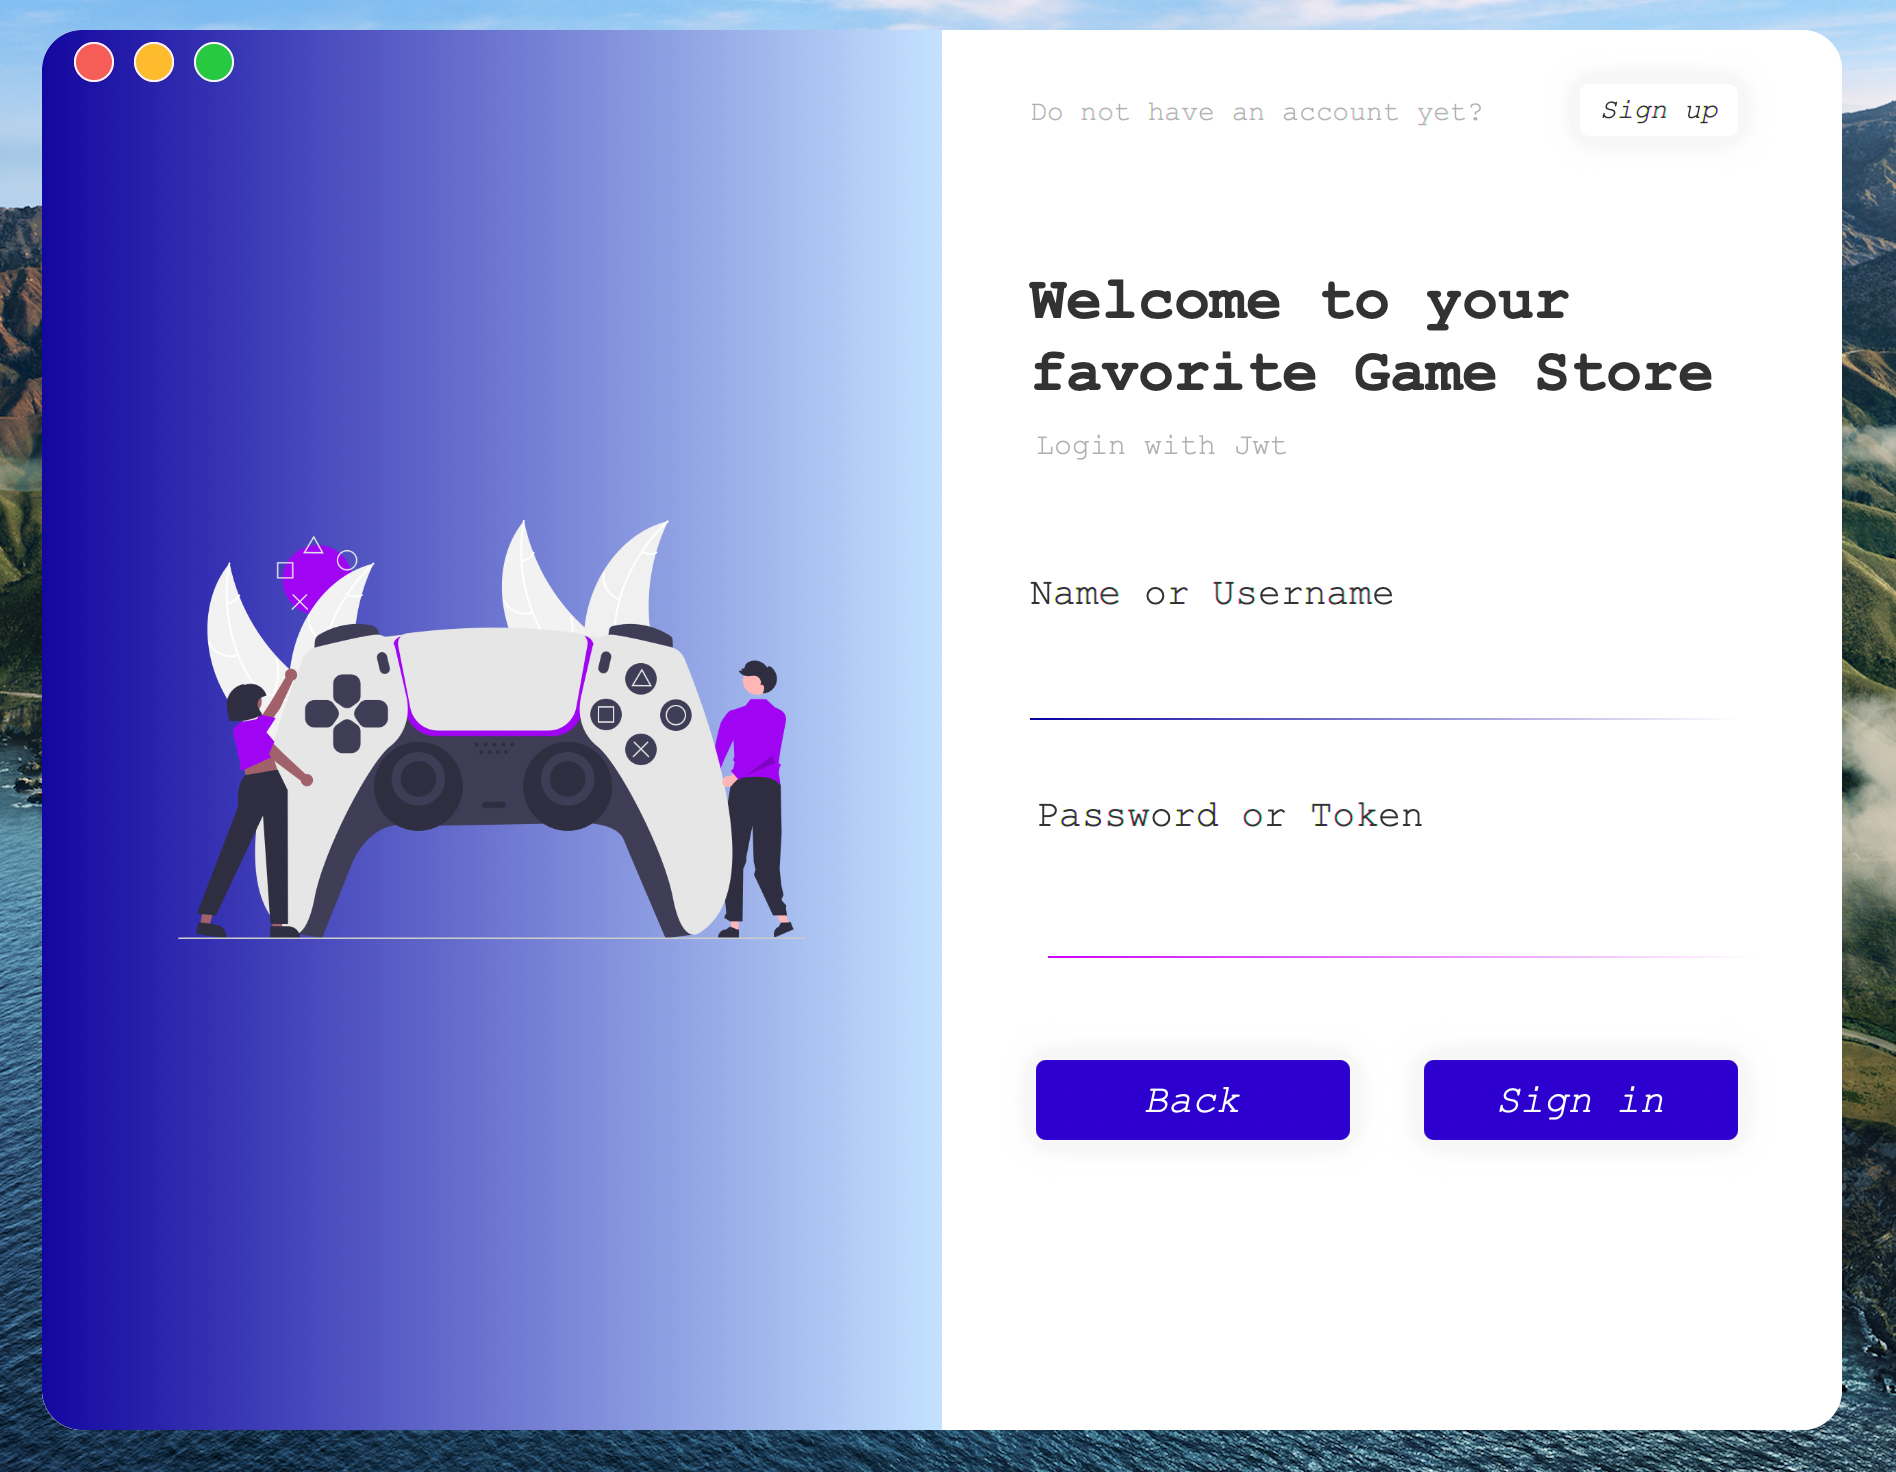 Do not have an account yet?
Sign up
Welcome to your
favorite Game Store
Login with Jwt
Name or Username
Password or Token
Back
Sign in